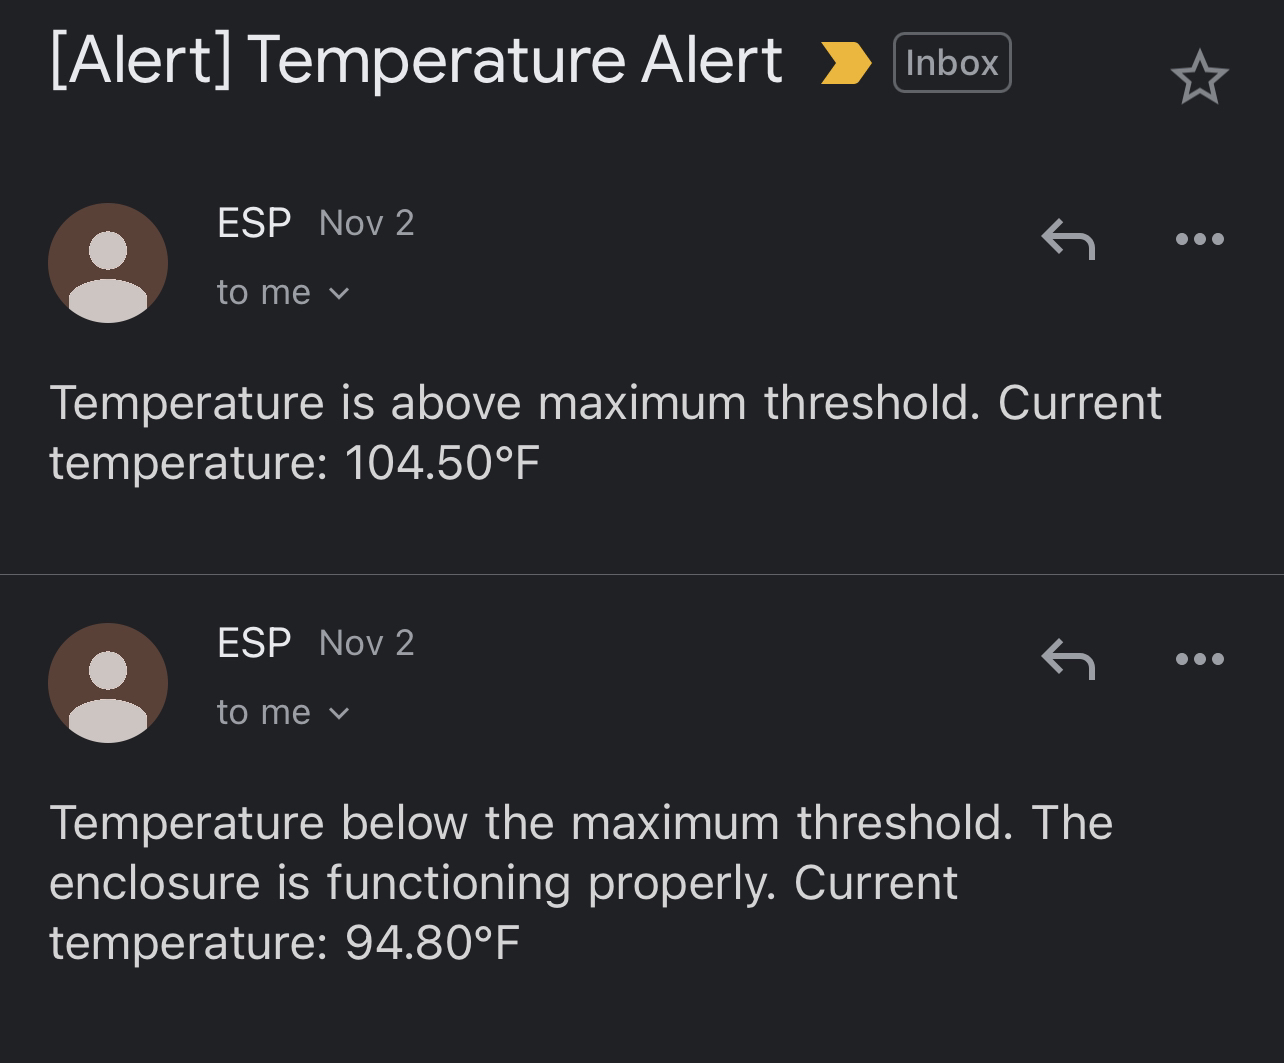 [Alert] Temperature Alert Inbox
ESP Nov 2
to me
Temperature is above maximum threshold. Current
temperature: 104.50°F
ESP Nov 2
to me
Temperature below the maximum threshold. The
enclosure is functioning properly. Current
temperature: 94.80°F